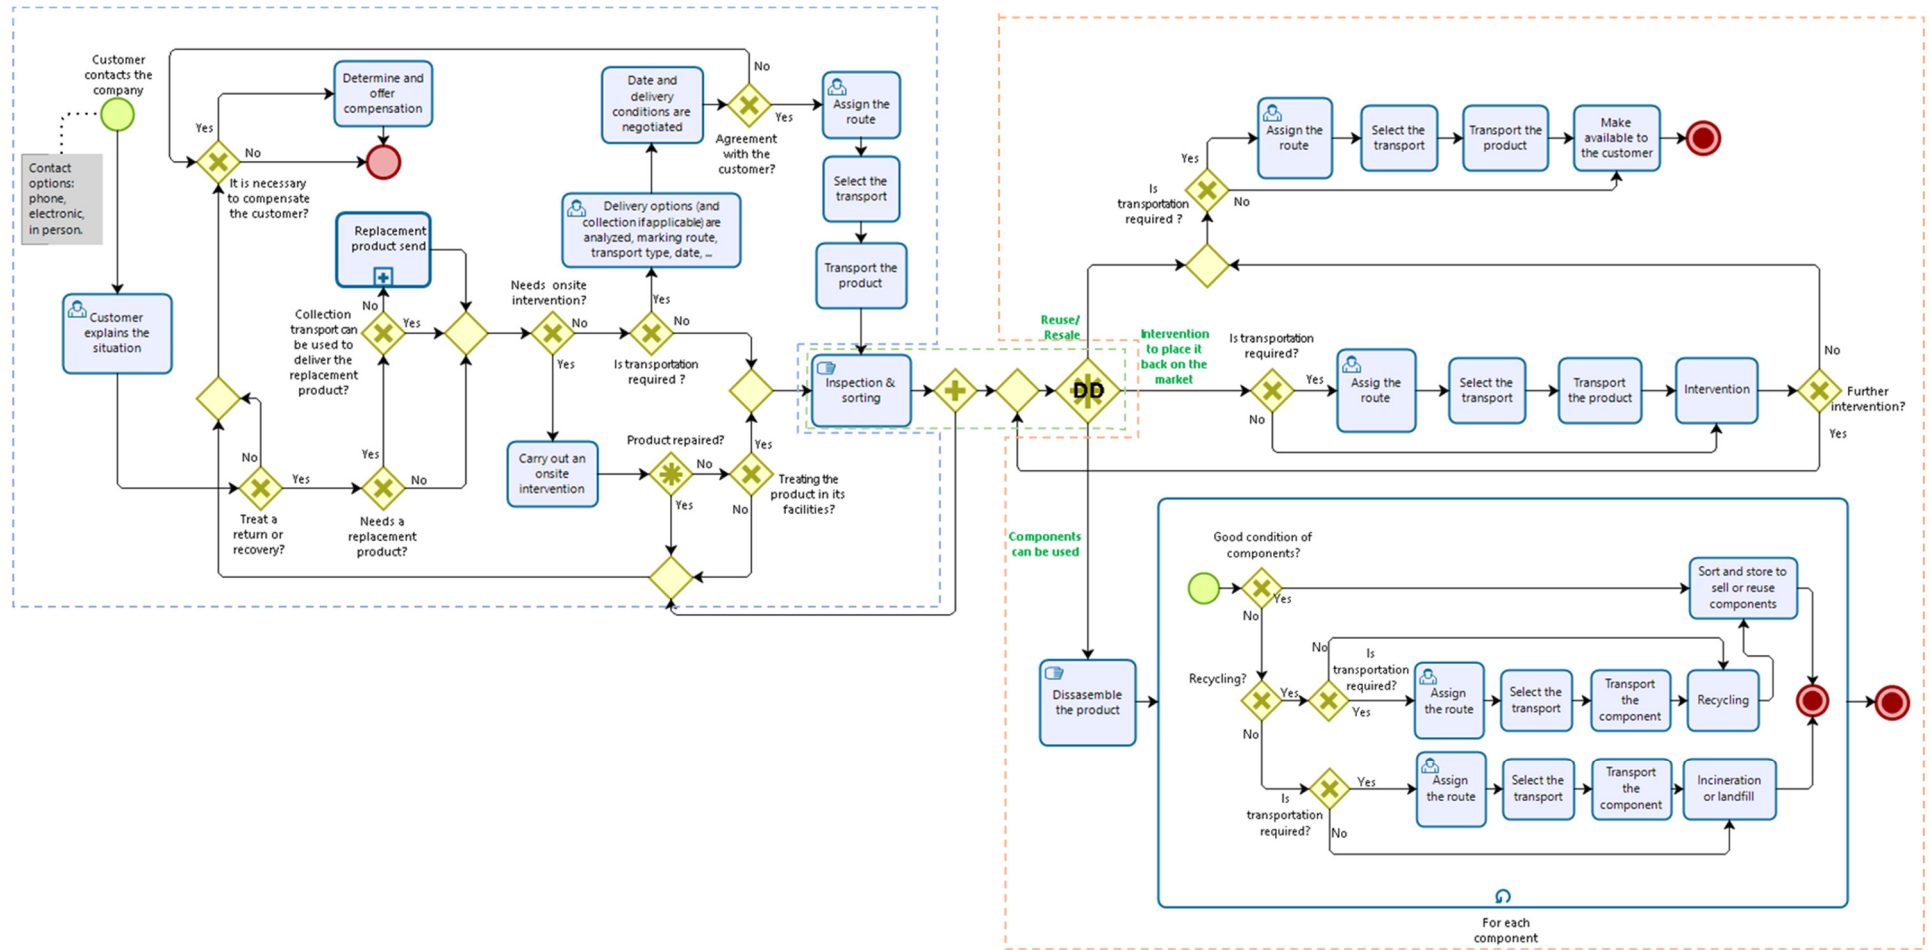 Customer
contacts the
company
Contact
options:
phone,
electronic,
in person.
Customer
explains the
situation
Yes
No
It is necessary
to compensate
the customer?
Determine and
offer
compensation
Replacement
product send
No
Collection
transport can
be used to
deliver the
replacement
product?
Yes
No
Treat a
return or
recovery?
Yes
Yes
Needs a
replacement
product?
No
Needs onsite
intervention?
No
Yes
Is transportation
required ?
Yes
No
Delivery options (and
collection if applicable) are
analyzed, marking route,
transport type, date, ...
Date and
delivery
conditions are
negotiated
No
Yes
Agreement
with the
customer?
Assign the
route
Select the
transport
Transport the
product
Carry out an
onsite
intervention
Product repaired?
No
Yes
Yes
Treating the
product in its
facilities?
No
Inspection &
sorting
DD
Reuse/
Resale
Intervention
to place it
back on the
market
Components
can be used
Is
transportation
required ?
Yes
No
Assign the
route
Select the
transport
Transport the
product
Make
available to
the customer
Is transportation
required?
Yes
No
Assig the
route
Select the
transport
Transport
the product
Intervention
No
Further
intervention?
Yes
Dissasemble
the product
Good condition of
components?
Yes
No
Sort and store to
sell or reuse
components
Recycling?
Yes
No
No
Is
transportation
required?
Yes
Assign
the route
Select the
transport
Transport
the
component
Recycling
Is
transportation
required?
Yes
No
Assign
the route
Select the
transport
Transport
the
component
Incineration
or landfill
For each
component